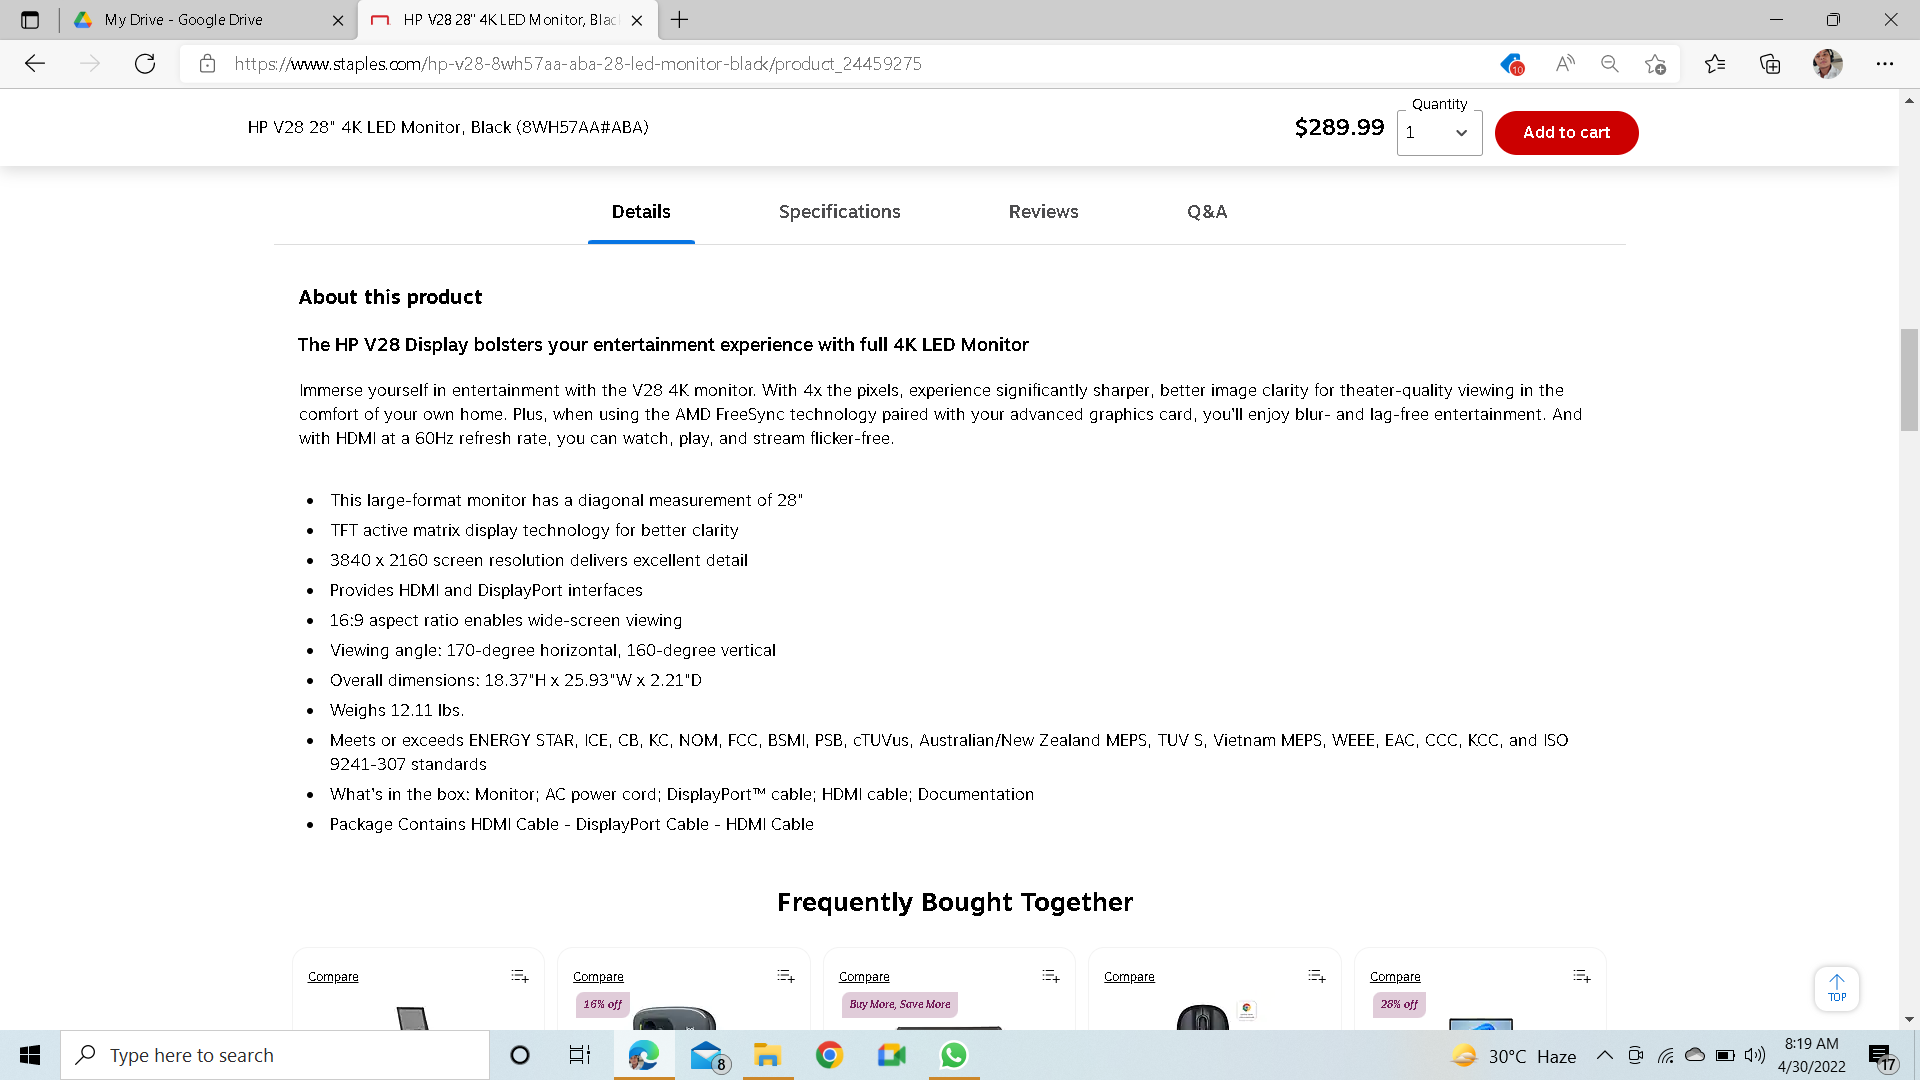 My Drive - Google Drive
HP V28 28" 4K LED Monitor, Blac
https://www.staples.com/hp-v28-8wh57aa-aba-28-led-monitor-black/product_24459275
10
HP V28 28" 4K LED Monitor, Black (8WH57AA#ABA)
$289.99
Quantity
1
Add to cart
Details
Specifications
Reviews
Q&A
About this product
The HP V28 Display bolsters your entertainment experience with full 4K LED Monitor
Immerse yourself in entertainment with the V28 4K monitor. With 4x the pixels, experience significantly sharper, better image clarity for theater-quality viewing in the
comfort of your own home. Plus, when using the AMD FreeSync technology paired with your advanced graphics card, you'll enjoy blur- and lag-free entertainment. And
with HDMI at a 60Hz refresh rate, you can watch, play, and stream flicker-free.
• This large-format monitor has a diagonal measurement of 28"
• TFT active matrix display technology for better clarity
• 3840 x 2160 screen resolution delivers excellent detail
• Provides HDMI and DisplayPort interfaces
• 16:9 aspect ratio enables wide-screen viewing
• Viewing angle: 170-degree horizontal, 160-degree vertical
• Overall dimensions: 18.37"H x 25.93"W x 2.21"D
• Weighs 12.11 lbs.
• Meets or exceeds ENERGY STAR, ICE, CB, KC, NOM, FCC, BSMI, PSB, cTUVus, Australian/New Zealand MEPS, TUV S, Vietnam MEPS, WEEE, EAC, CCC, KCC, and ISO
9241-307 standards
• What's in the box: Monitor; AC power cord; DisplayPort™ cable; HDMI cable; Documentation
• Package Contains HDMI Cable - DisplayPort Cable - HDMI Cable
Frequently Bought Together
Compare
Compare
16% off
Compare
Buy More, Save More
Compare
Compare
28% off
TOP
Type here to search
8
30°C Haze
8:19 AM
4/30/2022
17